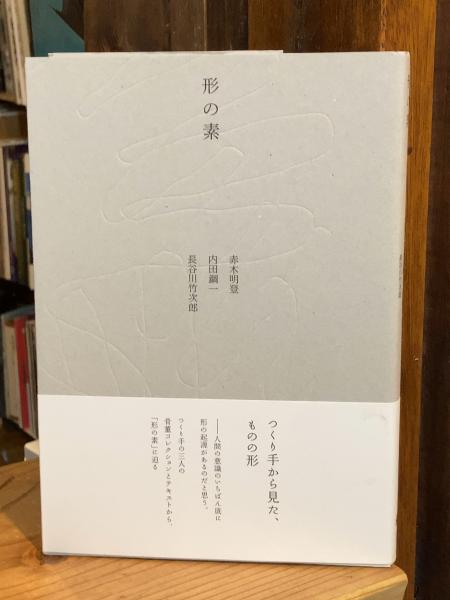 形の素
赤木明登
内田鋼一
長谷川竹次郎
つくり手から見た、
ものの形
――人間の意識のいちばん底に
形の起源があるのだと思う。
つくり手の三人の
骨董コレクションとテキストから、
「形の素」に迫る